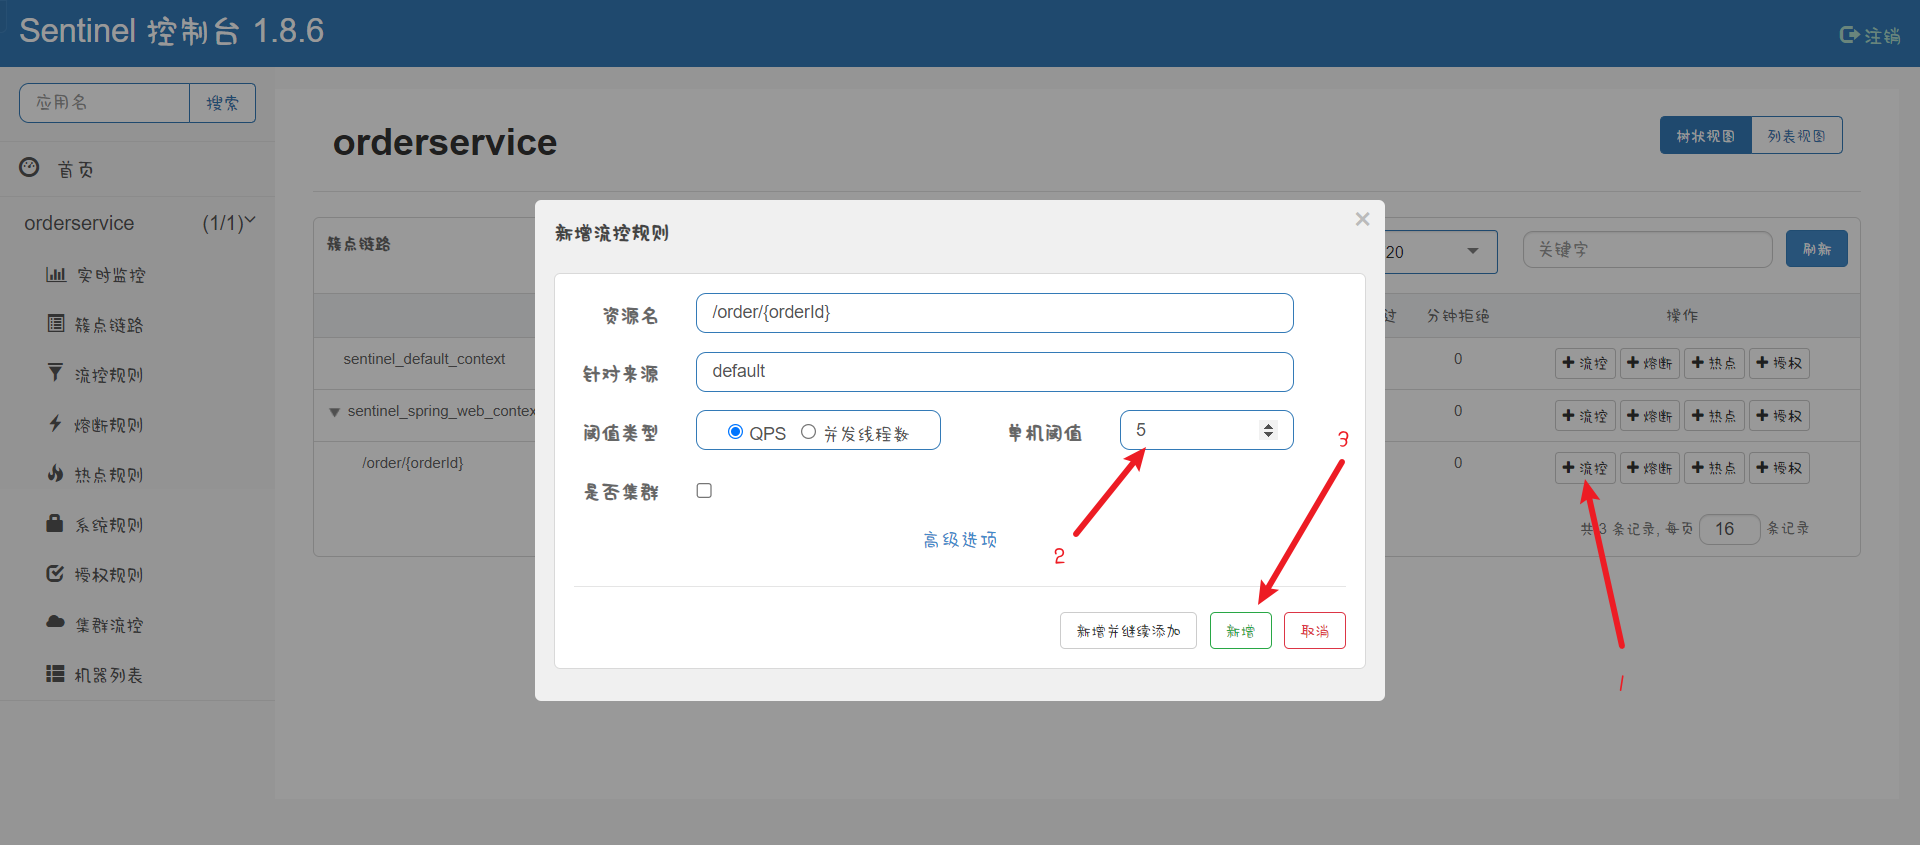 Sentinel 控制台 1.8.6
注销
应用名
搜索
首页
orderservice
(1/1)
实时监控
簇点链路
流控规则
熔断规则
热点规则
系统规则
授权规则
集群流控
机器列表
orderservice
树状视图
列表视图
簇点链路
20
关键字
刷新
过
分钟拒绝
操作
sentinel_default_context
0
流控
熔断
热点
授权
sentinel_spring_web_contex
0
流控
熔断
热点
授权
/order/{orderId}
0
流控
熔断
热点
授权
共 3 条记录, 每页 16 条记录
新增流控规则
×
资源名
/order/{orderId}
针对来源
default
阈值类型
QPS
并发线程数
单机阈值
5
是否集群
高级选项
新增并继续添加
新增
取消
1
2
3